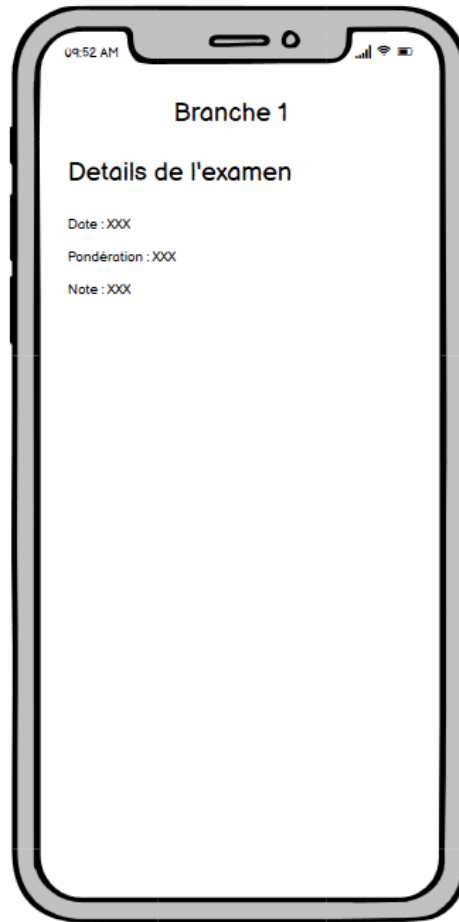 09:52 AM
Branche 1
Details de l'examen
Date : XXX
Pondération : XXX
Note : XXX